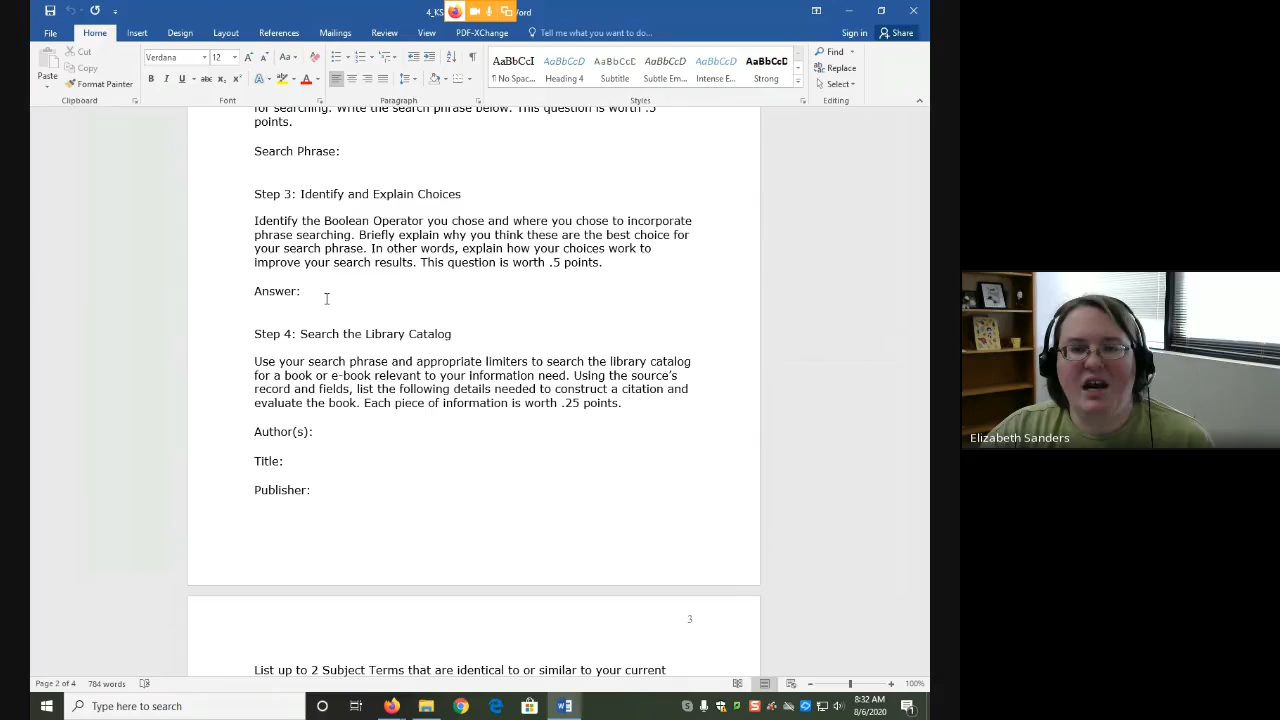 4_KS
ord
File
Home
Insert
Design
Layout
References
Mailings
Review
View
PDF-XChange
Tell me what you want to do...
Sign in
Share
Paste
Cut
Copy
Format Painter
Clipboard
Verdana
12
Font
Paragraph
AaBbCcI
AaBbCcD
AaBbCcD
AaBbCcD
AaBbCcD
AaBbCcD
¶ No Spac...
Heading 4
Subtitle
Subtle Em...
Intense E...
Strong
Styles
Find
Replace
Select
Editing
for searching. Write the search phrase below. This question is worth .5
points.
Search Phrase:
Step 3: Identify and Explain Choices
Identify the Boolean Operator you chose and where you chose to incorporate
phrase searching. Briefly explain why you think these are the best choice for
your search phrase. In other words, explain how your choices work to
improve your search results. This question is worth .5 points.
Answer:
Step 4: Search the Library Catalog
Use your search phrase and appropriate limiters to search the library catalog
for a book or e-book relevant to your information need. Using the source's
record and fields, list the following details needed to construct a citation and
evaluate the book. Each piece of information is worth .25 points.
Author(s):
Title:
Publisher:
3
List up to 2 Subject Terms that are identical to or similar to your current
Elizabeth Sanders
Page 2 of 4
784 words
100%
Type here to search
8:32 AM
8/6/2020